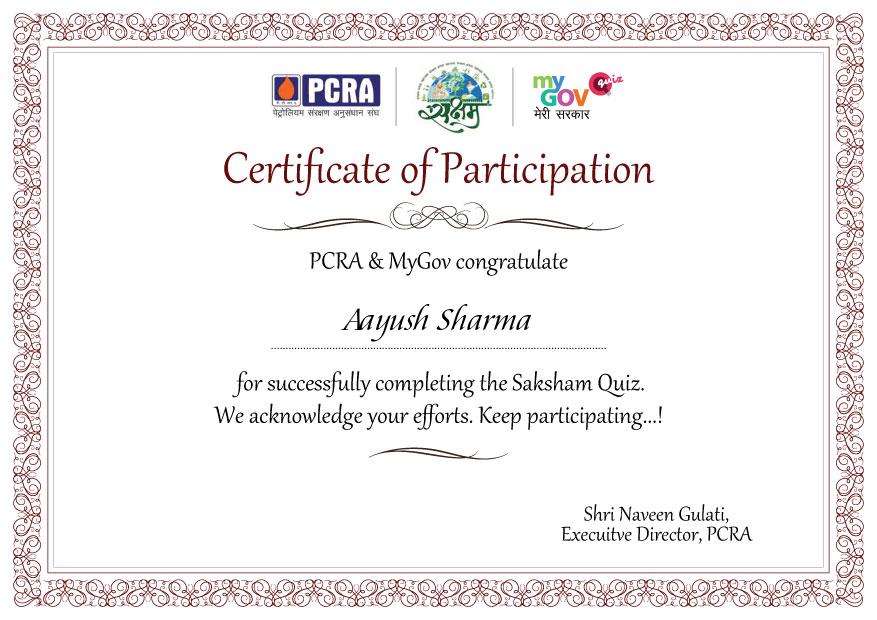 PCRA
पेट्रोलियम संरक्षण अनुसंधान संघ
सक्षम
my
GOV
quiz
मेरी सरकार
Certificate of Participation
PCRA & MyGov congratulate
Aayush Sharma
for successfully completing the Saksham Quiz.
We acknowledge your efforts. Keep participating...!
Shri Naveen Gulati,
Execuitve Director, PCRA